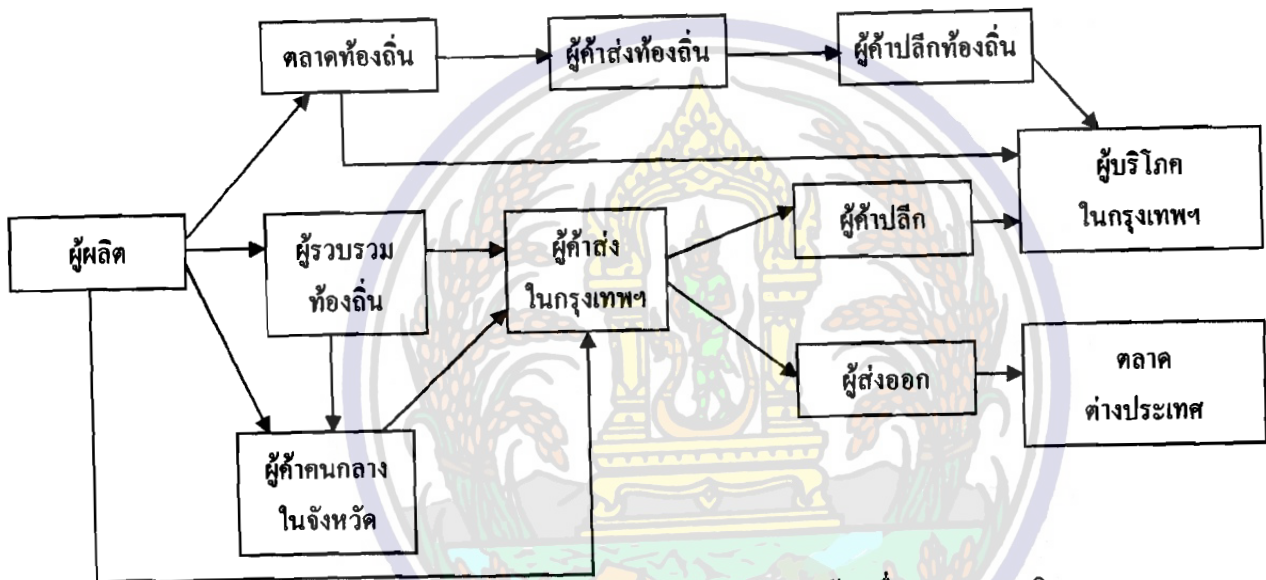 ตลาดท้องถิ่น
ผู้ค้าส่งท้องถิ่น
ผู้ค้าปลีกท้องถิ่น
ผู้บริโภค
ในกรุงเทพฯ
ผู้ผลิต
ผู้รวบรวม
ท้องถิ่น
ผู้ค้าส่ง
ในกรุงเทพฯ
ผู้ค้าปลีก
ผู้ส่งออก
ตลาด
ต่างประเทศ
ผู้ค้าคนกลาง
ในจังหวัด